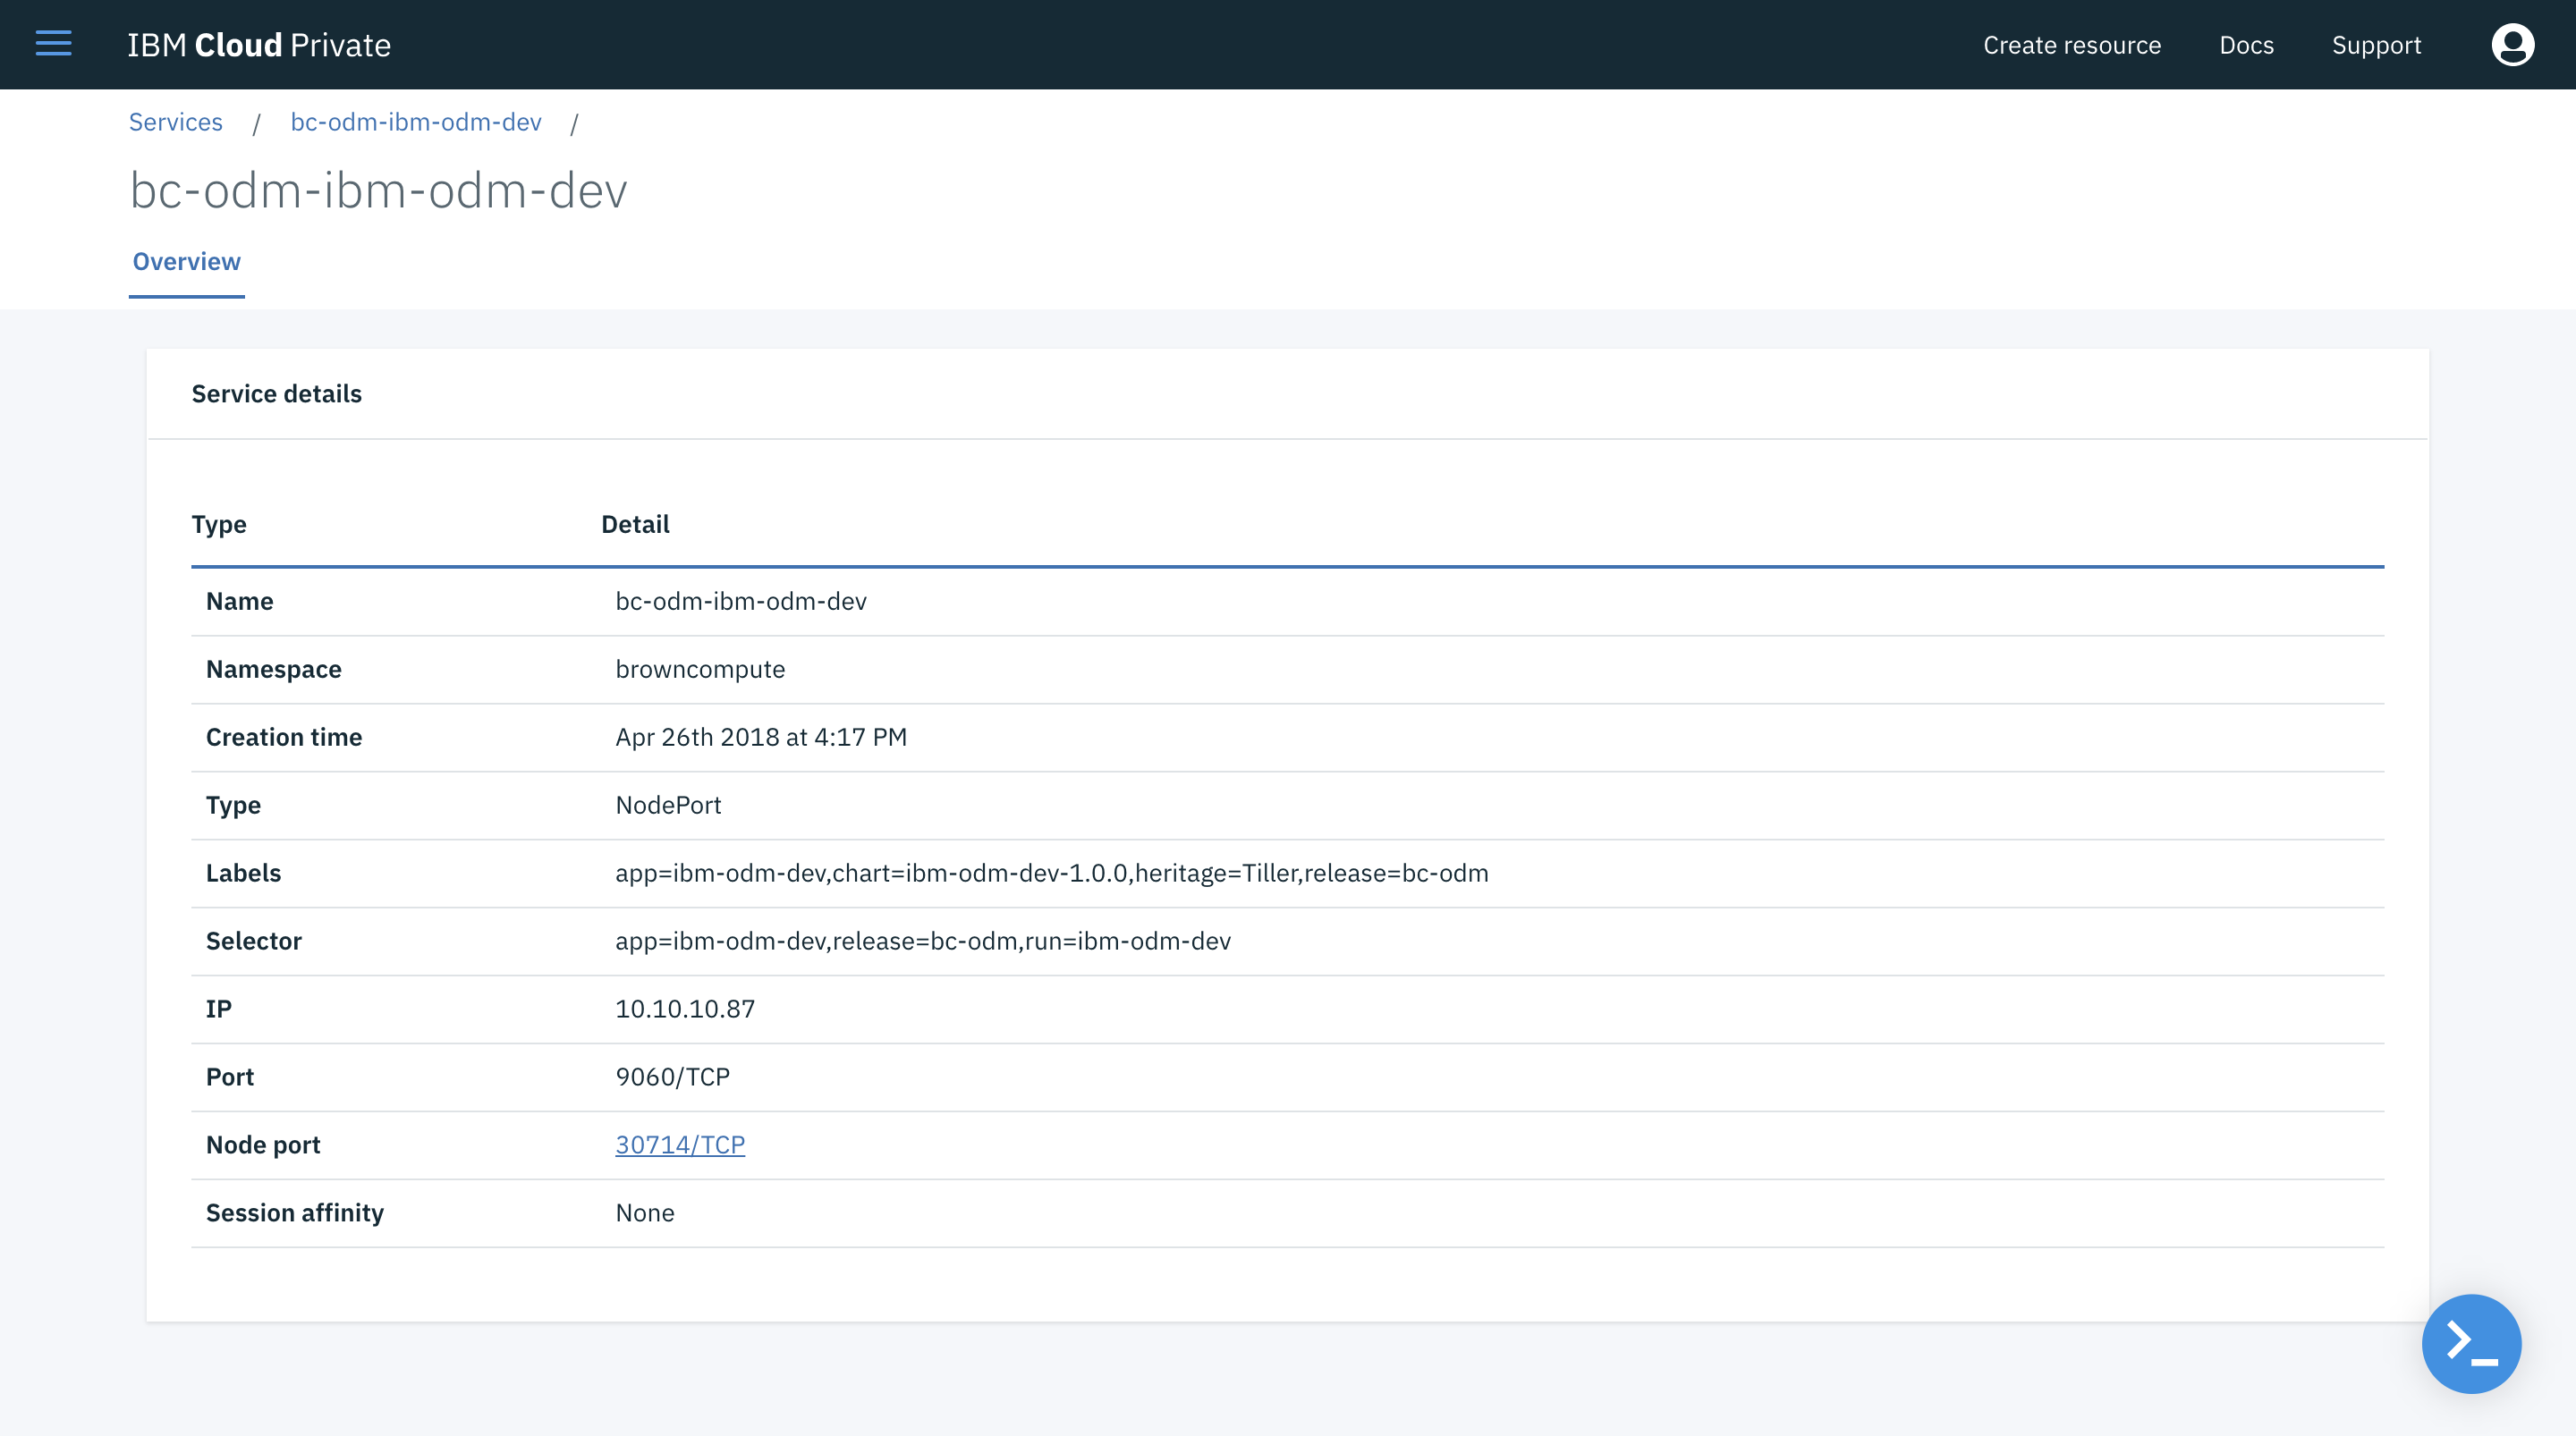 IBM Cloud Private
Create resource Docs Support
Services / bc-odm-ibm-odm-dev /
bc-odm-ibm-odm-dev
Overview
Service details
Type Detail
Name bc-odm-ibm-odm-dev
Namespace browncompute
Creation time Apr 26th 2018 at 4:17 PM
Type NodePort
Labels app=ibm-odm-dev,chart=ibm-odm-dev-1.0.0,heritage=Tiller,release=bc-odm
Selector app=ibm-odm-dev,release=bc-odm,run=ibm-odm-dev
IP 10.10.10.87
Port 9060/TCP
Node port 30714/TCP
Session affinity None